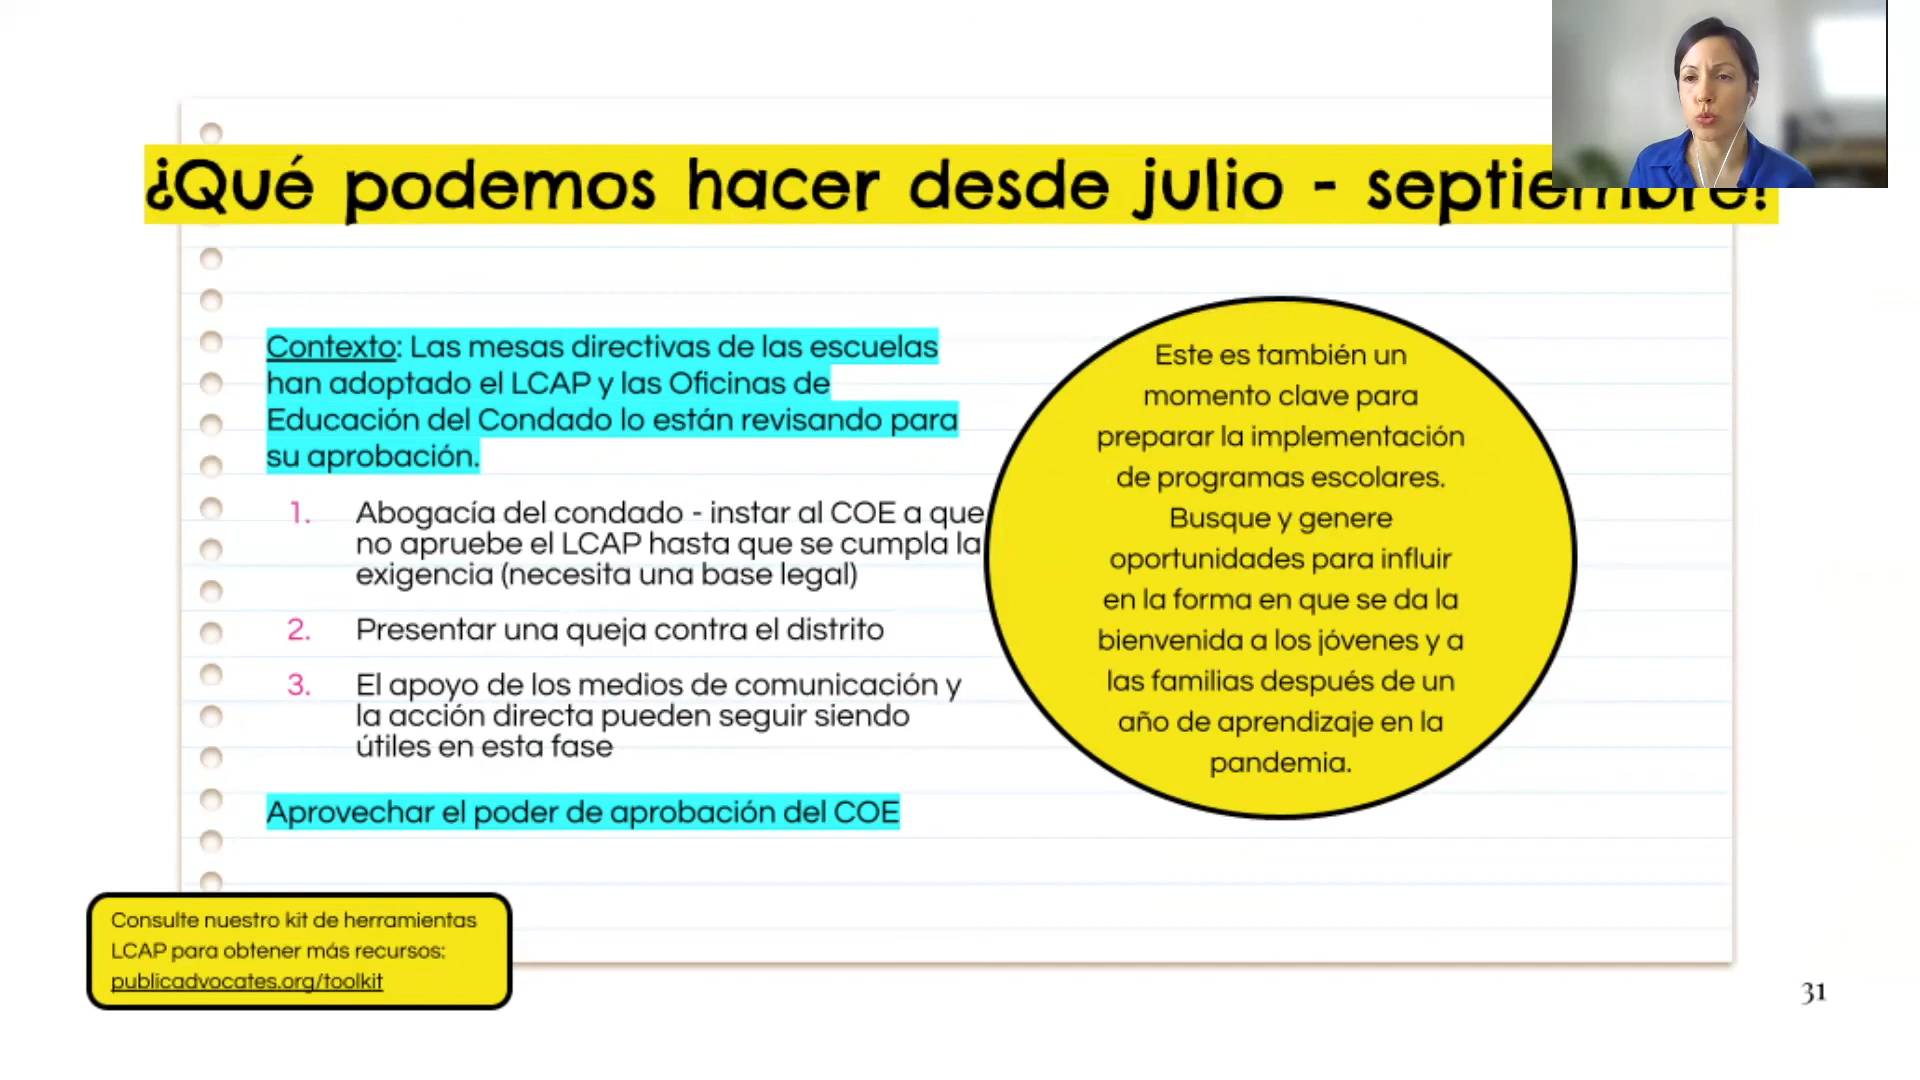 ¿Qué podemos hacer desde julio - septiembre?
Contexto: Las mesas directivas de las escuelas
han adoptado el LCAP y las Oficinas de
Educación del Condado lo están revisando para
su aprobación.
1. Abogacía del condado - instar al COE a que
no apruebe el LCAP hasta que se cumpla la
exigencia (necesita una base legal)
2. Presentar una queja contra el distrito
3. El apoyo de los medios de comunicación y
la acción directa pueden seguir siendo
útiles en esta fase
Aprovechar el poder de aprobación del COE
Este es también un
momento clave para
preparar la implementación
de programas escolares.
Busque y genere
oportunidades para influir
en la forma en que se da la
bienvenida a los jóvenes y a
las familias después de un
año de aprendizaje en la
pandemia.
Consulte nuestro kit de herramientas
LCAP para obtener más recursos:
publicadvocates.org/toolkit
31